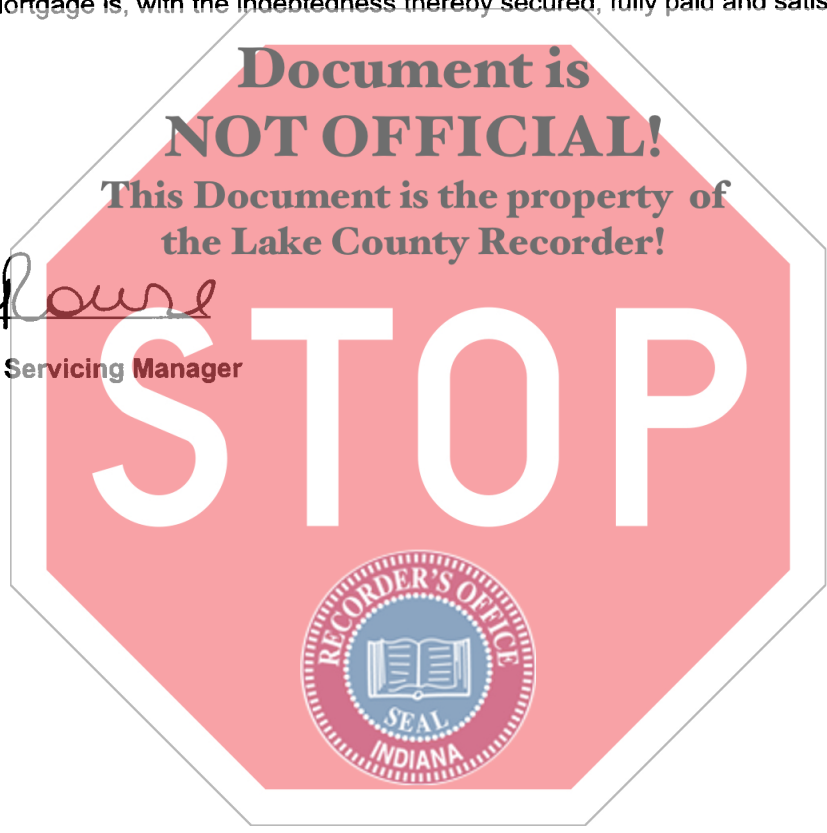 ortgage is, with the indebtedness thereby secured, fully paid and satis
Document is
NOT OFFICIAL!
This Document is the property of
the Lake County Recorder!
Rouse
Servicing Manager
STOP
RECORDER'S OFFICE
SEAL
INDIANA